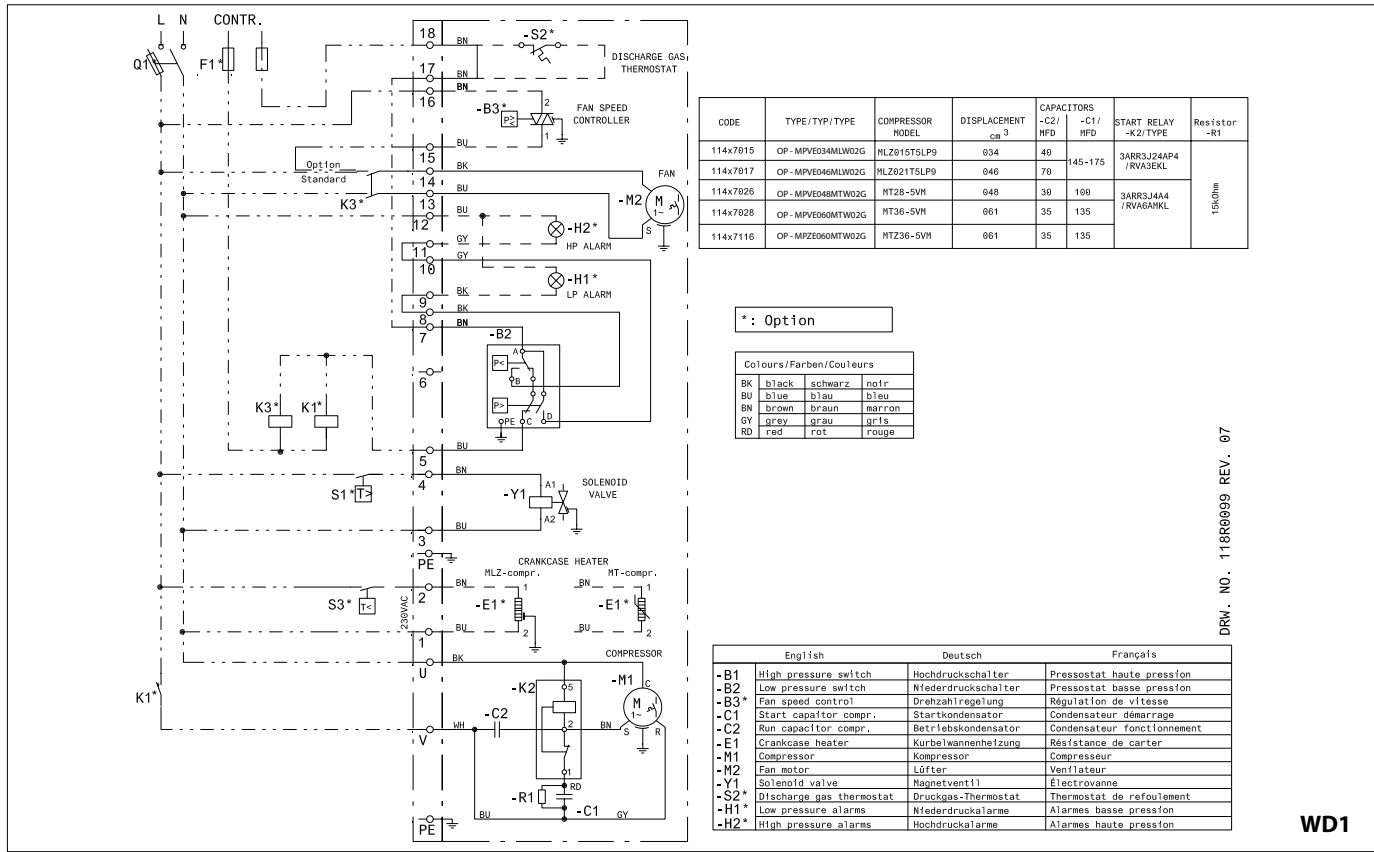 L N CONTR.
Q1*
F1*
18
BN
-S2*
DISCHARGE GAS
THERMOSTAT
17
BN
BN
16
-B3*
P≥
2
1
FAN SPEED
CONTROLLER
BU
15
Option
Standard
BK
FAN
14
BU
-M2
M
1~
S
K3*
13
BU
12
-H2*
HP ALARM
GY
11
GY
10
-H1*
LP ALARM
BK
9
BK
8
BN
7
-B2
A
P<
B
P>
PE
C
D
6
K3*
K1*
BU
5
BN
4
S1*
T>
A1
-Y1
A2
SOLENOID
VALVE
BU
3
PE
CRANKCASE HEATER
MLZ-compr.
MT-compr.
BN
1
BN
1
2
S3*
T<
-E1*
-E1*
230VAC
BU
2
BU
2
1
COMPRESSOR
BK
U
-K2
5
-M1
C
M
1~
K1*
-C2
WH
2
BN
S
R
V
1
RD
-R1
-C1
BU
GY
PE
CODE TYPE/TYP/TYPE COMPRESSOR MODEL DISPLACEMENT cm 3 CAPACITORS -C2/ MFD -C1/ MFD START RELAY -K2/TYPE Resistor -R1
114x7015 OP - MPVE034MLW02G MLZ015T5LP9 034 40 145-175 3ARR3J24AP4 /RVA3EKL 15kOhm
114x7017 OP - MPVE046MLW02G MLZ021T5LP9 046 70
114x7026 OP - MPVE048MTW02G MT28-5VM 048 30 100 3ARR3J4A4 /RVA6AMKL
114x7028 OP - MPVE060MTW02G MT36-5VM 061 35 135
114x7116 OP - MPZE060MTW02G MTZ36-5VM 061 35 135
*: Option
Colours/Farben/Couleurs
BK black schwarz noir
BU blue blau bleu
BN brown braun marron
GY grey grau gris
RD red rot rouge
DRW. NO. 118R0099 REV. 07
English Deutsch Français
-B1 High pressure switch Hochdruckschalter Pressostat haute pression
-B2 Low pressure switch Niederdruckschalter Pressostat basse pression
-B3* Fan speed control Drehzahlregelung Régulation de vitesse
-C1 Start capaitor compr. Startkondensator Condensateur démarrage
-C2 Run capacitor compr. Betriebskondensator Condensateur fonctionnement
-E1 Crankcase heater Kurbelwannenheizung Résistance de carter
-M1 Compressor Kompressor Compresseur
-M2 Fan motor Lüfter Venilateur
-Y1 Solenoid valve Magnetventil Électrovanne
-S2* Discharge gas thermostat Druckgas-Thermostat Thermostat de refoulement
-H1* Low pressure alarms Niederdruckalarme Alarmes basse pression
-H2* High pressure alarms Hochdruckalarme Alarmes haute pression
WD1